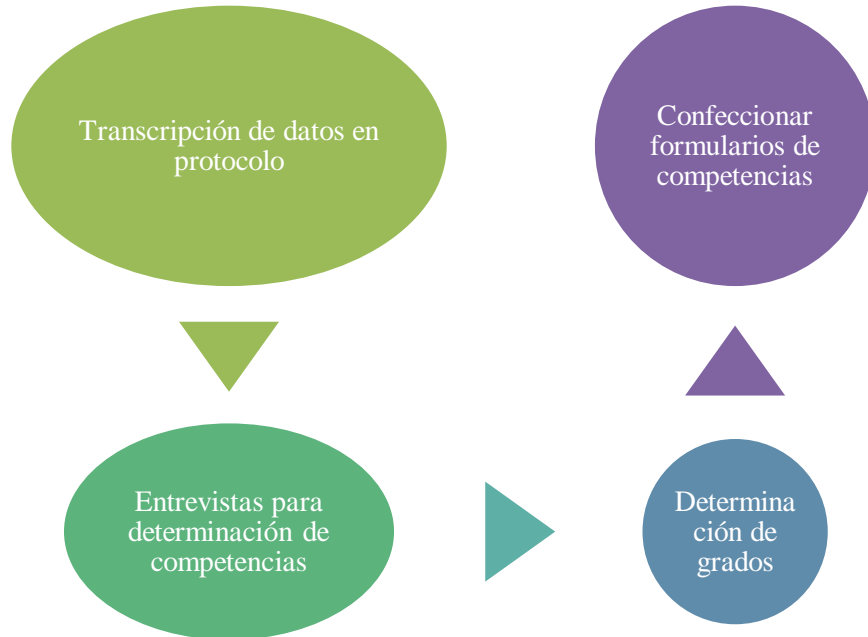 Transcripción de datos en
protocolo
Entrevistas para
determinación de
competencias
Determina
ción de
grados
Confeccionar
formularios de
competencias